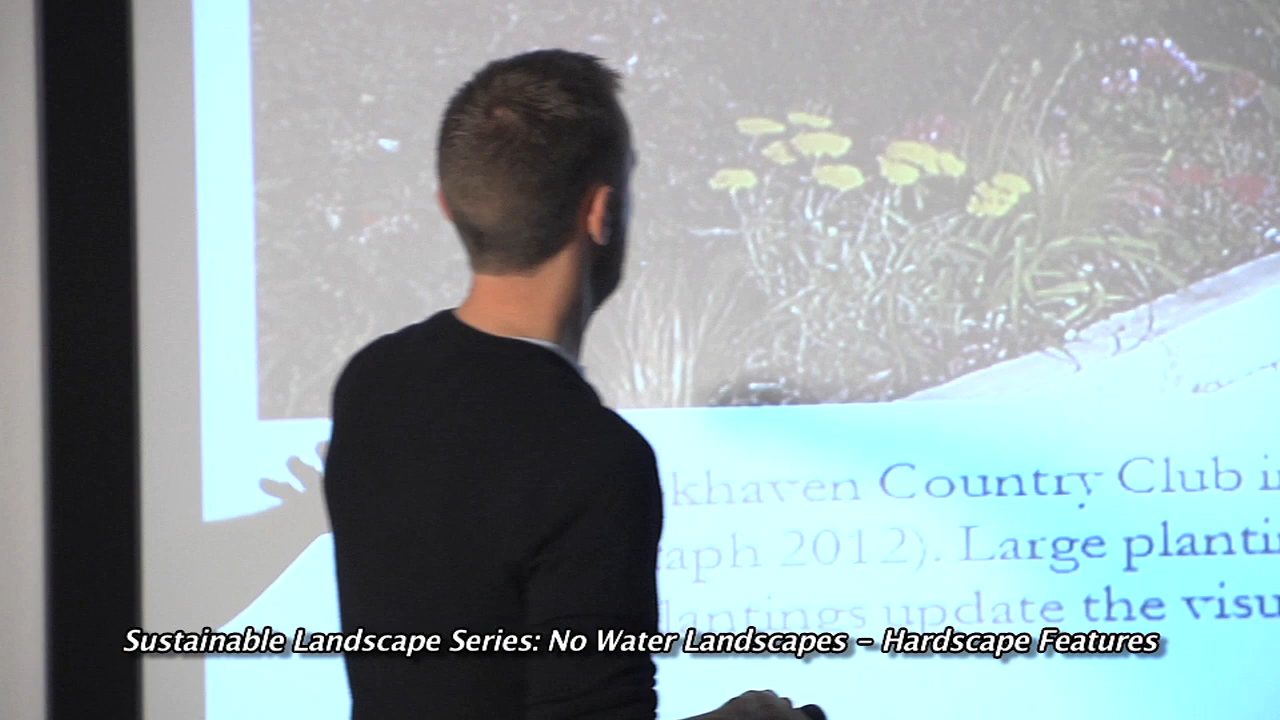 khaven Country Club in
aph 2012). Large planti
lantings update the visu
Sustainable Landscape Series: No Water Landscapes – Hardscape Features